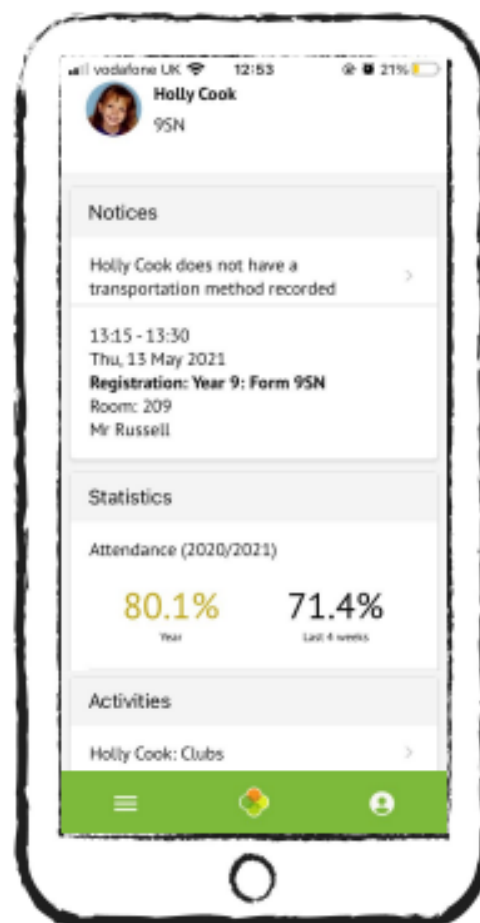 vodafone UK 12:53 21%
Holly Cook
9SN
Notices
Holly Cook does not have a
transportation method recorded
13:15 - 13:30
Thu, 13 May 2021
Registration: Year 9: Form 9SN
Room: 209
Mr Russell
Statistics
Attendance (2020/2021)
80.1% 71.4%
Year Last 4 weeks
Activities
Holly Cook: Clubs